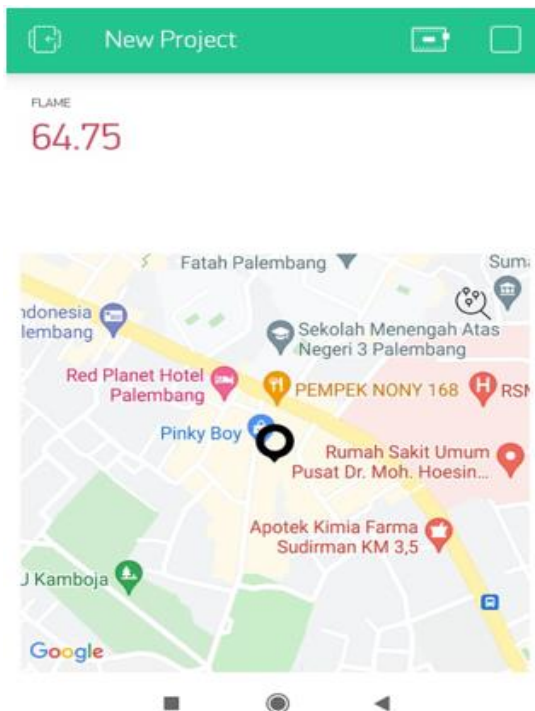 New Project
FLAME
64.75
Fatah Palembang
Suma
ndonesia
lembang
Sekolah Menengah Atas
Negeri 3 Palembang
Red Planet Hotel
Palembang
PEMPEK NONY 168
H
RSM
Pinky Boy
Rumah Sakit Umum
Pusat Dr. Moh. Hoesin...
Apotek Kimia Farma
Sudirman KM 3,5
U Kamboja
Google